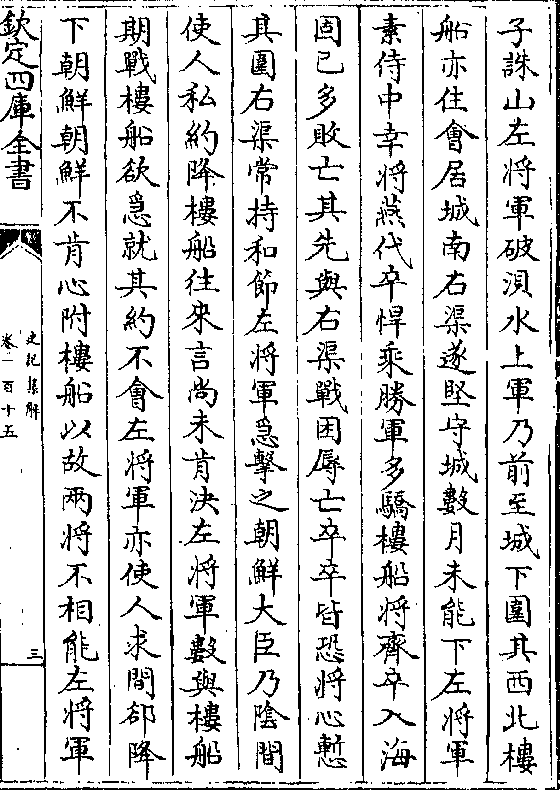 子誅山左將軍破浿水上軍乃前至城下圍其西北樓
船亦往會居城南右渠遂堅守城數月未能下左將軍
素侍中幸將燕代卒悍乘勝軍多驕樓船將齊卒入海
固已多敗亡其先與右渠戰困辱亡卒卒皆恐將心慙
其圍右渠常持和節左將軍急擊之朝鮮大臣乃陰間
使人私約降樓船往來言尚未肯決左將軍數與樓船
期戰樓船欲急就其約不會左將軍亦使人求間郤降
下朝鮮朝鮮不肯心附樓船以故兩將不相能左將軍
欽定四庫全書
史記集解
卷一百十五
三